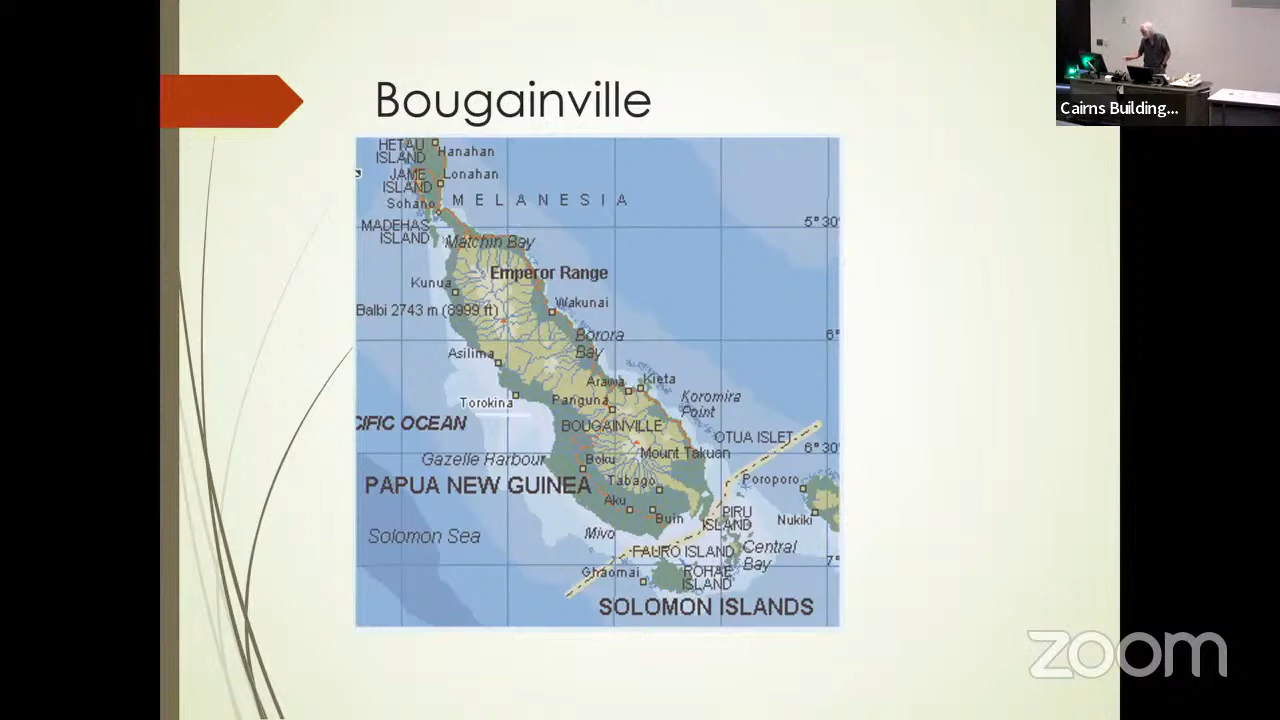 Bougainville
Cairns Building...
HETAU
ISLAND
Hanahan
JAME
ISLAND
Lonahan
Sohano
MELANESIA
MADEHAS
ISLAND
5° 30'
Matchin Bay
Emperor Range
Kunua
Wakunai
Balbi 2743 m (8999 ft)
Borora
Bay
6°
Asilima
Arawa
Kieta
Torokina
Panguna
Koromira
Point
CIFIC OCEAN
BOUGAINVILLE
OTUA ISLET
6° 30'
Gazelle Harbour
Boku
Mount Takuan
PAPUA NEW GUINEA
Tabago
Poroporo
Aku
Buin
PIRU
ISLAND
Nukiki
Solomon Sea
Mivo
FAURO ISLAND
Central
Bay
7°
Ghaomai
ROHAE
ISLAND
SOLOMON ISLANDS
zoom